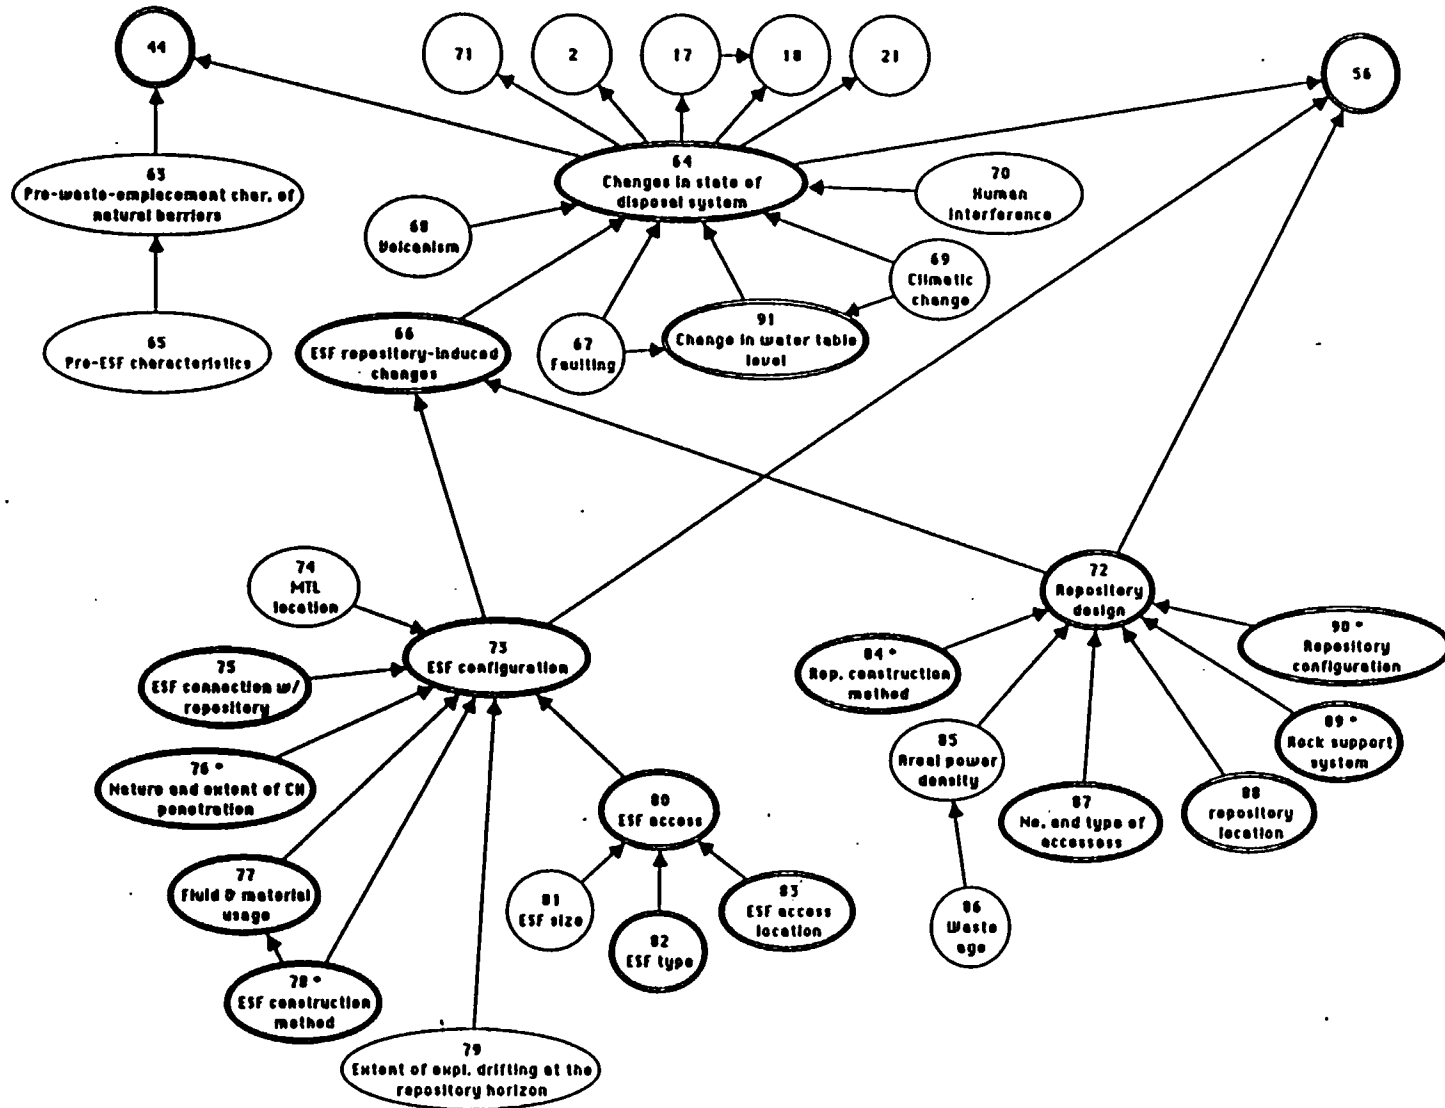 44
71
2
17
18
21
56
63
Pre-waste-emplacement char. of
natural barriers
64
Changes in state of
disposal system
70
Human
interference
68
Volcanism
69
Climatic
change
65
Pre-ESF characteristics
66
ESF repository-induced
changes
67
Faulting
91
Change in water table
level
74
MTL
location
72
Repository
design
73
ESF configuration
75
ESF connection w/
repository
84 *
Rep. construction
method
90 *
Repository
configuration
76 *
Nature and extent of CH
penetration
85
Areal power
density
89 *
Rock support
system
80
ESF access
87
No. and type of
accesses
88
repository
location
77
Fluid & material
usage
81
ESF size
82
ESF type
83
ESF access
location
86
Waste
age
78 *
ESF construction
method
79
Extent of expl. drifting at the
repository horizon